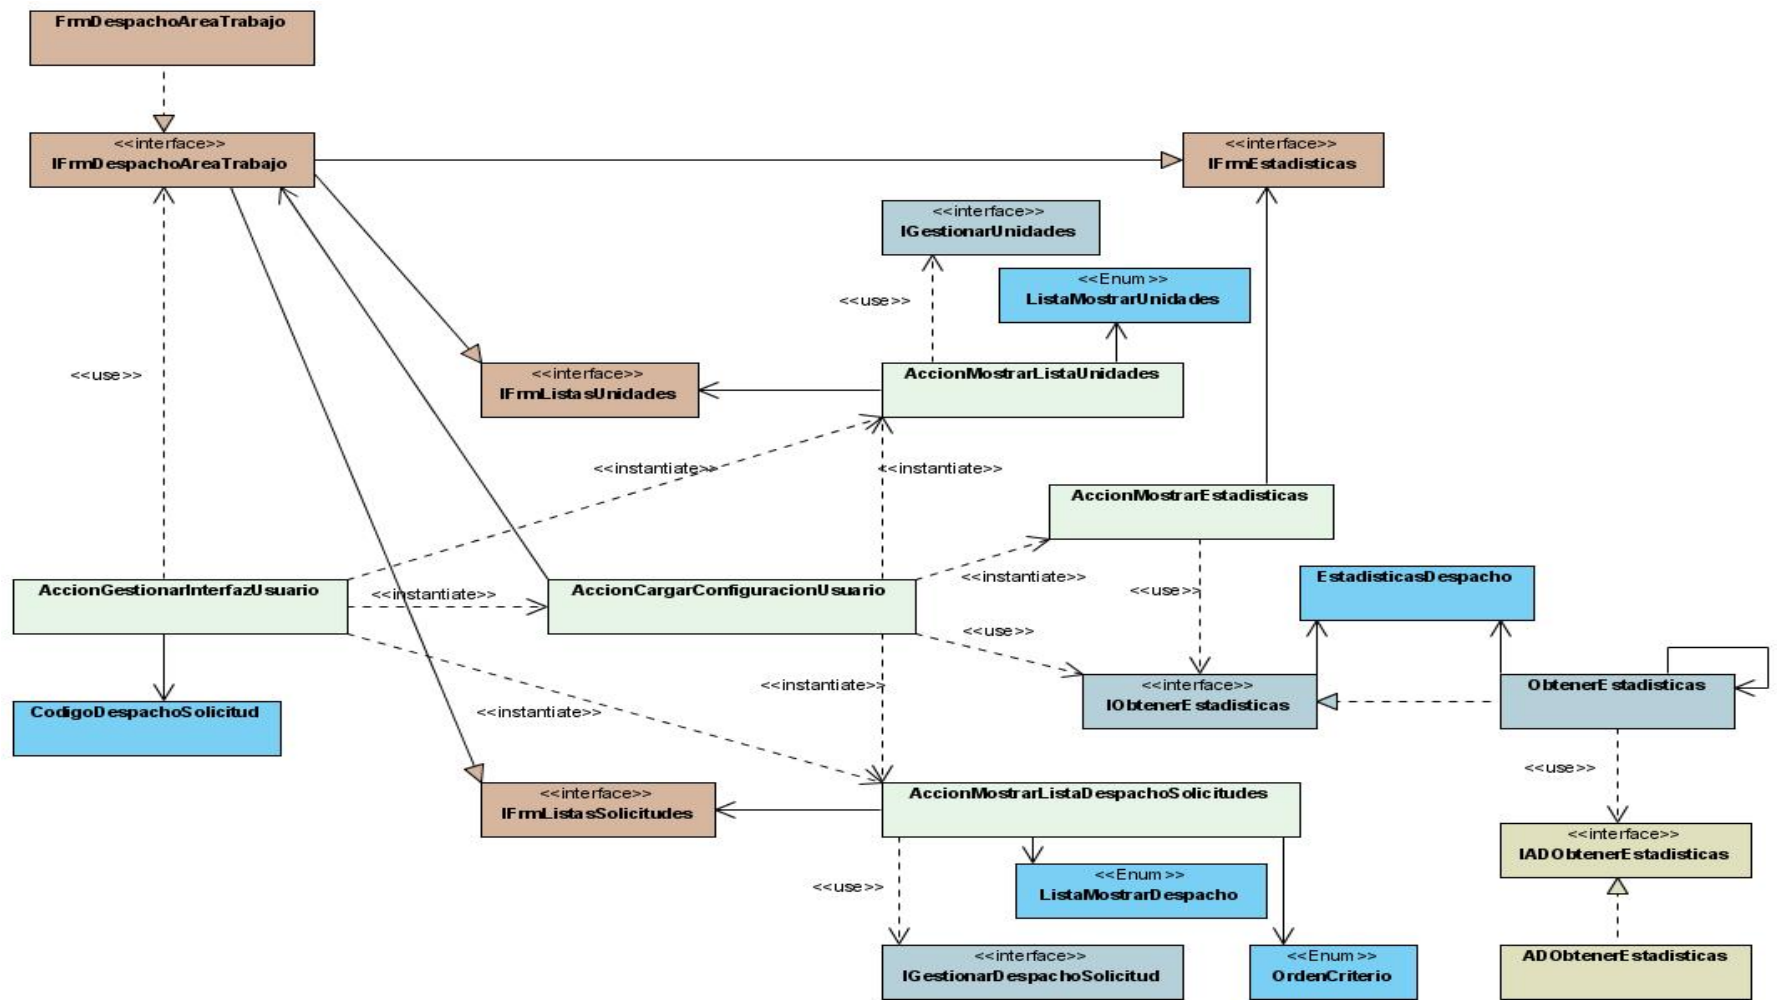 FrmDespachoAreaTrabajo
<<interface>>
IFrmDespachoAreaTrabajo
<<interface>>
IFrmEstadisticas
<<interface>>
IGestionarUnidades
<<Enum>>
ListaMostrarUnidades
<<use>>
<<use>>
<<interface>>
IFrmListasUnidades
AccionMostrarListaUnidades
<<instantiate>>
<<instantiate>>
AccionMostrarEstadisticas
AccionGestionarInterfazUsuario
<<instantiate>>
AccionCargarConfiguracionUsuario
<<instantiate>>
<<use>>
EstadisticasDespacho
<<use>>
<<instantiate>>
<<interface>>
IObtenerEstadisticas
ObtenerEstadisticas
CodigoDespachoSolicitud
<<instantiate>>
<<use>>
<<interface>>
IFrmListasSolicitudes
AccionMostrarListaDespachoSolicitudes
<<interface>>
IADObtenerEstadisticas
<<use>>
<<Enum>>
ListaMostrarDespacho
<<interface>>
IGestionarDespachoSolicitud
<<Enum>>
OrdenCriterio
ADObtenerEstadisticas